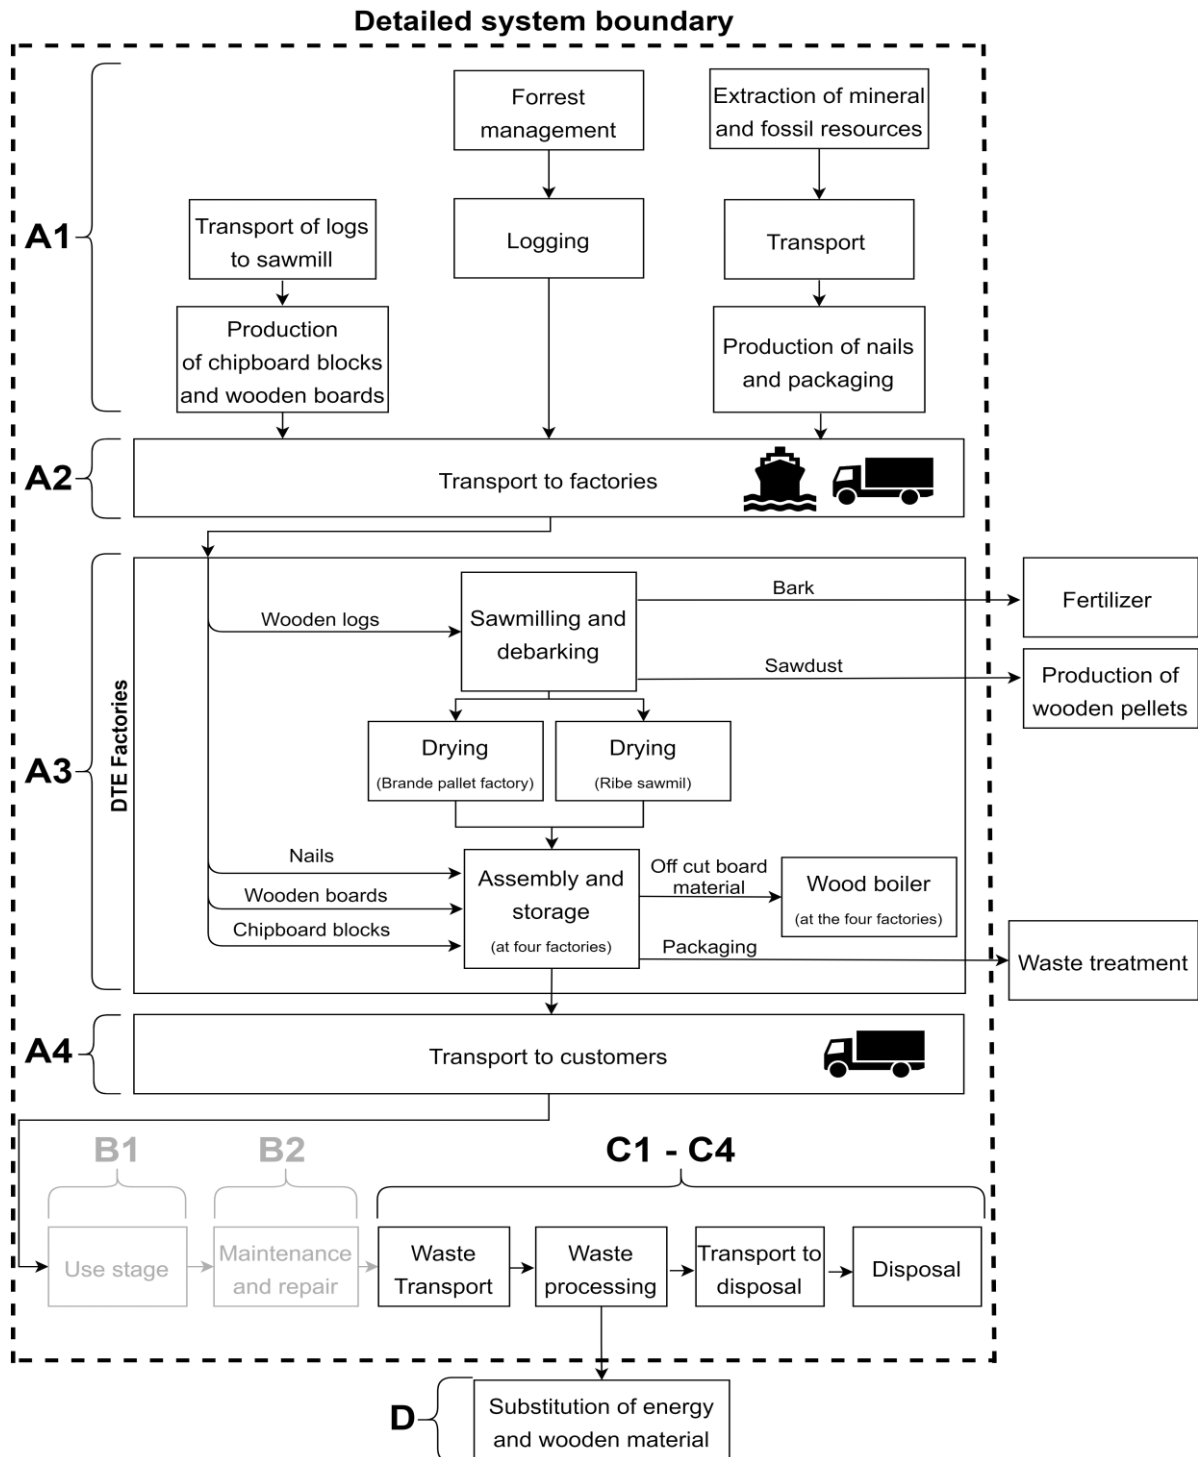 Detailed system boundary
A1
Forrest
management
Extraction of mineral
and fossil resources
Transport of logs
to sawmill
Logging
Transport
Production
of chipboard blocks
and wooden boards
Production of nails
and packaging
A2
Transport to factories
A3
DTE Factories
Wooden logs
Sawmilling and
debarking
Bark
Fertilizer
Sawdust
Production of
wooden pellets
Drying
(Brande pallet factory)
Drying
(Ribe sawmil)
Nails
Wooden boards
Chipboard blocks
Assembly and
storage
(at four factories)
Off cut board
material
Wood boiler
(at the four factories)
Packaging
Waste treatment
A4
Transport to customers
B1
B2
C1 - C4
Use stage
Maintenance
and repair
Waste
Transport
Waste
processing
Transport to
disposal
Disposal
D
Substitution of energy
and wooden material